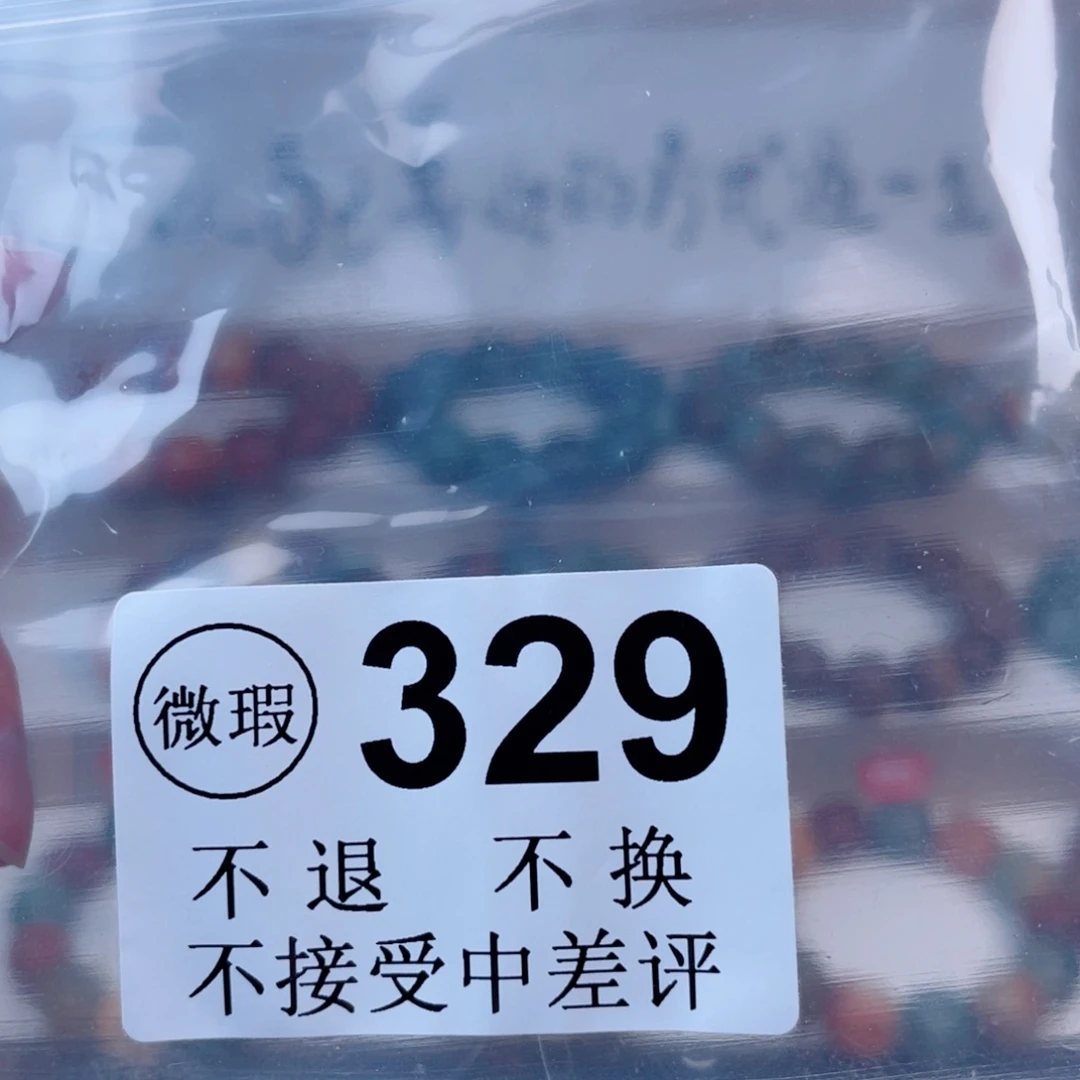 微瑕 329
不退 不换
不接受中差评